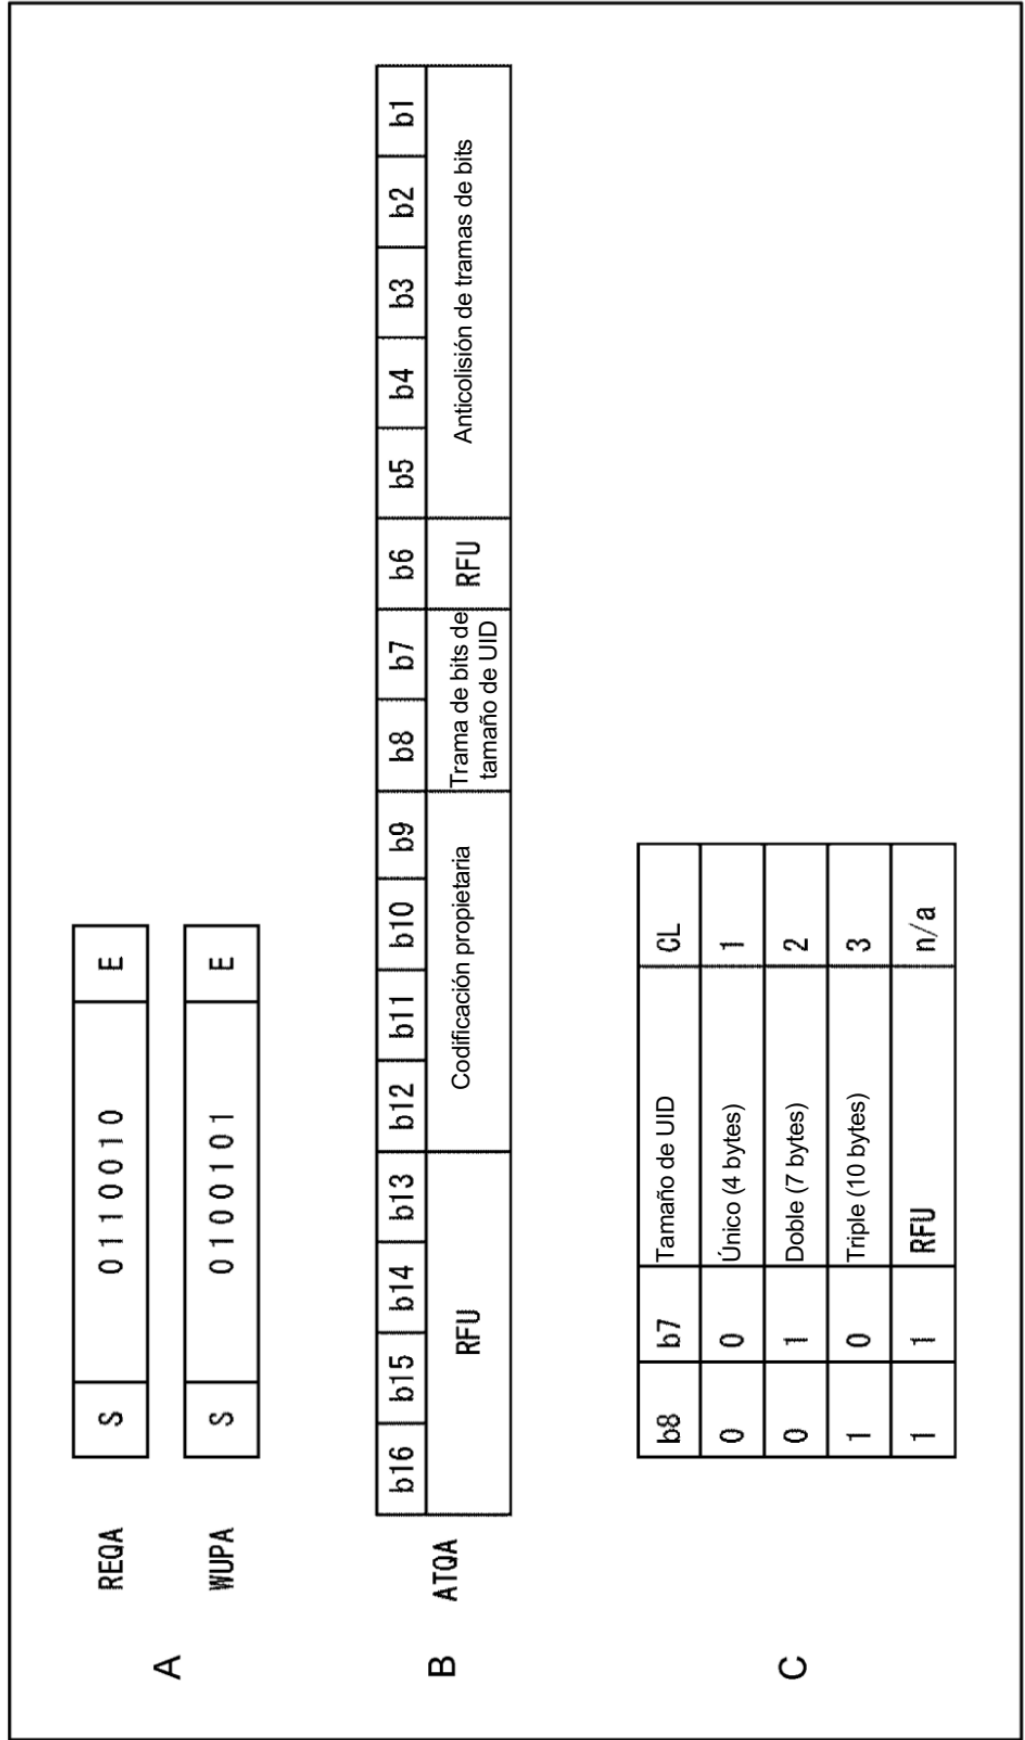 A
REQA S 0110010 E
WUPA S 0100101 E
B
ATQA b16 b15 b14 b13 b12 b11 b10 b9 b8 b7 b6 b5 b4 b3 b2 b1
RFU Codificación propietaria Trama de bits de RFU Anticolisión de tramas de bits
tamaño de UID
C
b8 b7 Tamaño de UID CL
0 0 Único (4 bytes) 1
0 1 Doble (7 bytes) 2
1 0 Triple (10 bytes) 3
1 1 RFU n/a